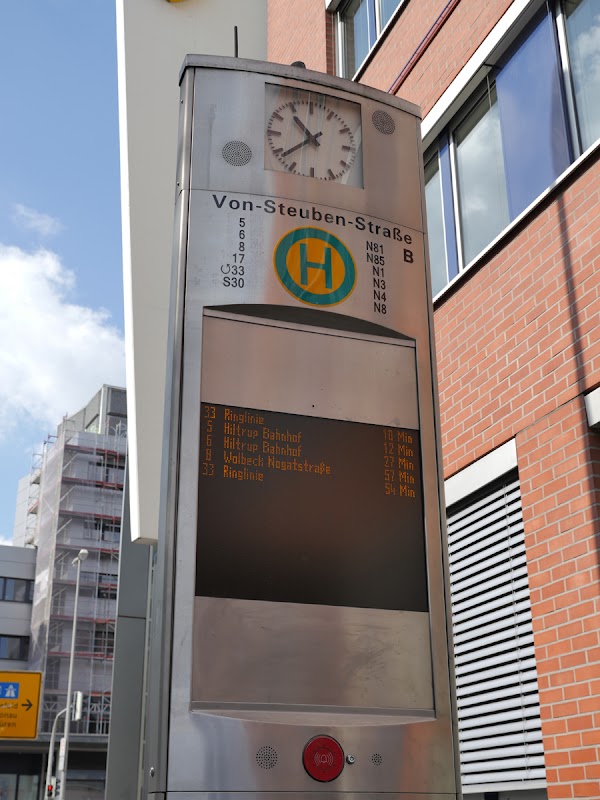 Von-Steuben-Straße
B
5
6
8
17
33
S30
H
N81
N85
N1
N3
N4
N8
33 Ringlinie 10 Min
5 Hiltrup Bahnhof 12 Min
6 Hiltrup Bahnhof 27 Min
8 Wolbeck Nogatstraße 57 Min
33 Ringlinie 54 Min